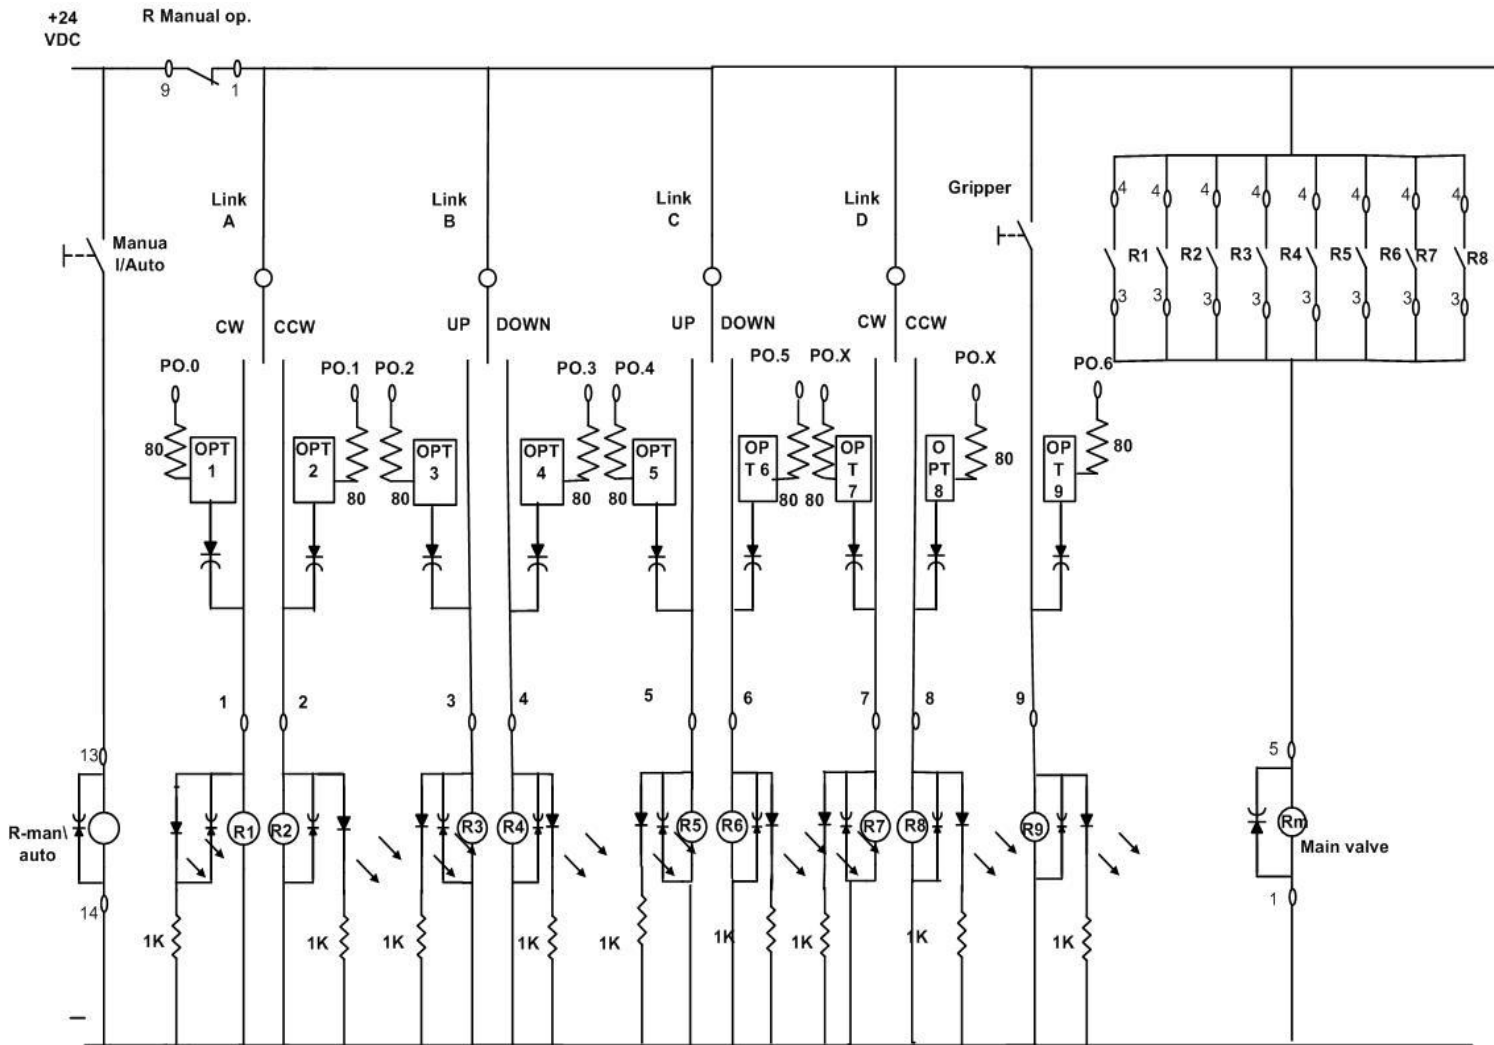 +24
VDC
R Manual op.
9
1
Link
A
Link
B
Link
C
Link
D
Gripper
4 4 4 4 4 4 4 4
Manua
l/Auto
R1 R2 R3 R4 R5 R6 R7 R8
3 3 3 3 3 3 3 3
CW CCW
UP DOWN
UP DOWN
CW CCW
PO.0 PO.1 PO.2 PO.3 PO.4 PO.5 PO.X PO.X PO.6
80
OPT
1
OPT
2
80
80
OPT
3
OPT
4
80
80
OPT
5
OP
T 6
80
80
OP
T
7
O
PT
8
80
OP
T
9
80
1 2 3 4 5 6 7 8 9
13
5
R-man\
auto
R1 R2 R3 R4 R5 R6 R7 R8 R9
Rm
Main valve
14
1
1K 1K 1K 1K 1K 1K 1K 1K 1K
–